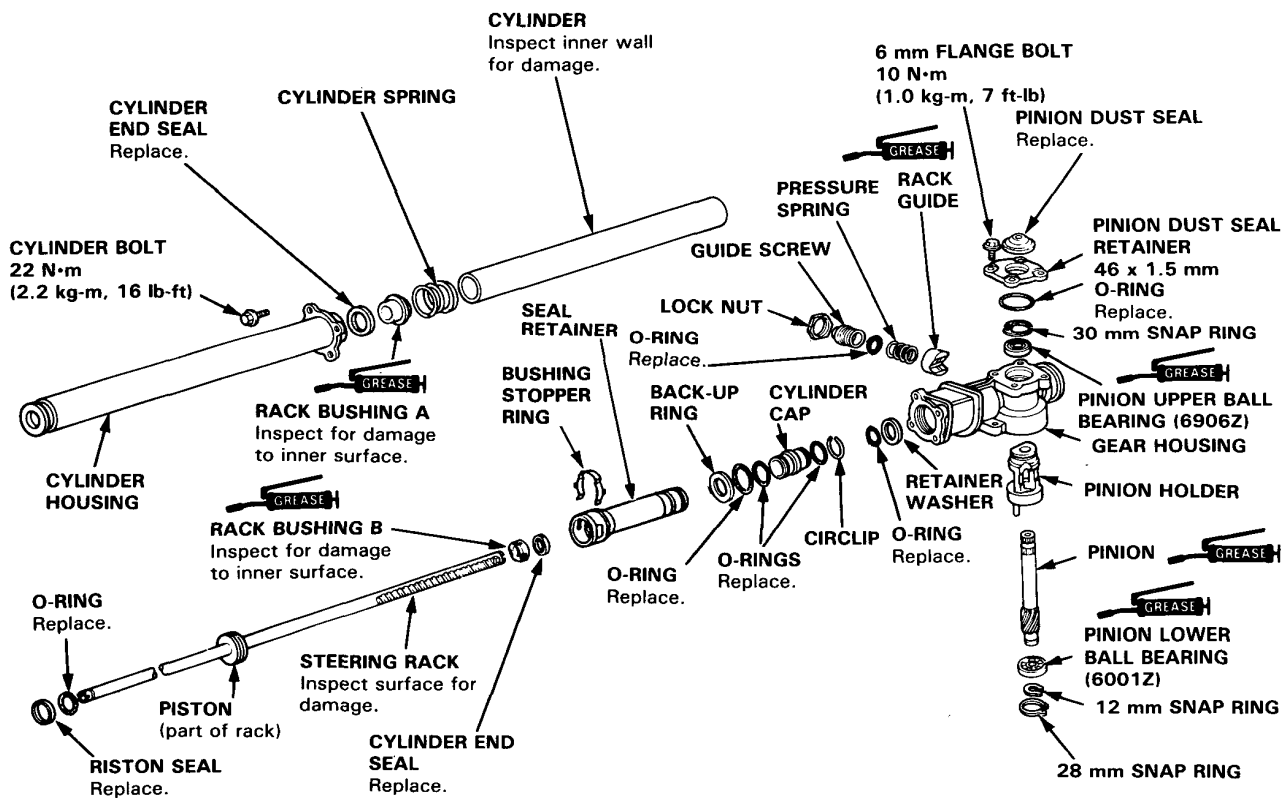 CYLINDER
Inspect inner wall
for damage.
6 mm FLANGE BOLT
10 N·m
(1.0 kg-m, 7 ft-lb)
CYLINDER SPRING
CYLINDER
END SEAL
Replace.
PINION DUST SEAL
Replace.
GREASE
PRESSURE
SPRING
RACK
GUIDE
CYLINDER BOLT
22 N·m
(2.2 kg-m, 16 lb-ft)
GUIDE SCREW
PINION DUST SEAL
RETAINER
46 x 1.5 mm
O-RING
Replace.
LOCK NUT
SEAL
RETAINER
O-RING
Replace.
30 mm SNAP RING
GREASE
BUSHING
STOPPER
RING
BACK-UP
RING
CYLINDER
CAP
GREASE
RACK BUSHING A
Inspect for damage
to inner surface.
PINION UPPER BALL
BEARING (6906Z)
GEAR HOUSING
CYLINDER
HOUSING
GREASE
RETAINER
WASHER
PINION HOLDER
RACK BUSHING B
Inspect for damage
to inner surface.
CIRCLIP
O-RING
Replace.
PINION
GREASE
O-RING
Replace.
O-RINGS
Replace.
O-RING
Replace.
GREASE
STEERING RACK
Inspect surface for
damage.
PINION LOWER
BALL BEARING
(6001Z)
PISTON
(part of rack)
12 mm SNAP RING
CYLINDER END
SEAL
Replace.
RISTON SEAL
Replace.
28 mm SNAP RING